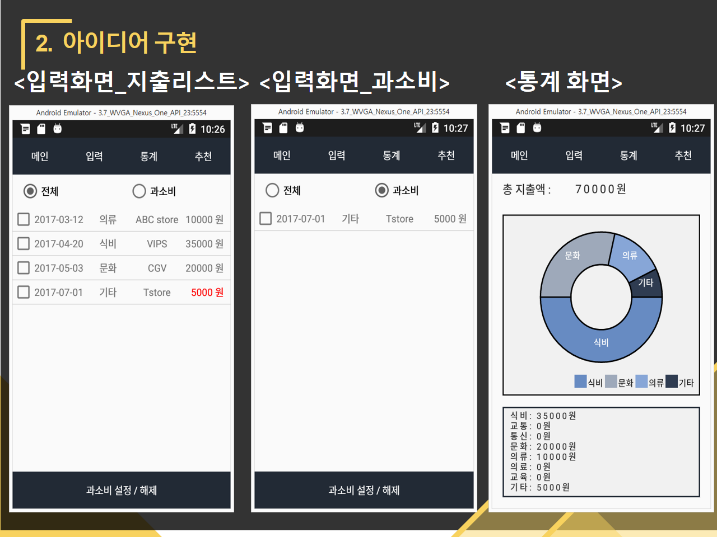 2. 아이디어 구현
<입력화면_지출리스트> <입력화면_과소비> <통계 화면>
Android Emulator - 3.7_WVGA_Nexus_One_API_23:5554
LTE 10:26
메인 입력 통계 추천
전체 과소비
2017-03-12 의류 ABC store 10000 원
2017-04-20 식비 VIPS 35000 원
2017-05-03 문화 CGV 20000 원
2017-07-01 기타 Tstore 5000 원
과소비 설정 / 해제
Android Emulator - 3.7_WVGA_Nexus_One_API_23:5554
LTE 10:27
메인 입력 통계 추천
전체 과소비
2017-07-01 기타 Tstore 5000 원
과소비 설정 / 해제
Android Emulator - 3.7_WVGA_Nexus_One_API_23:5554
LTE 10:27
메인 입력 통계 추천
총 지출액 : 70000원
문화
의류
기타
식비
식비 문화 의류 기타
식비: 35000원
교통: 0원
통신: 0원
문화: 20000원
의류: 10000원
의료: 0원
교육: 0원
기타: 5000원